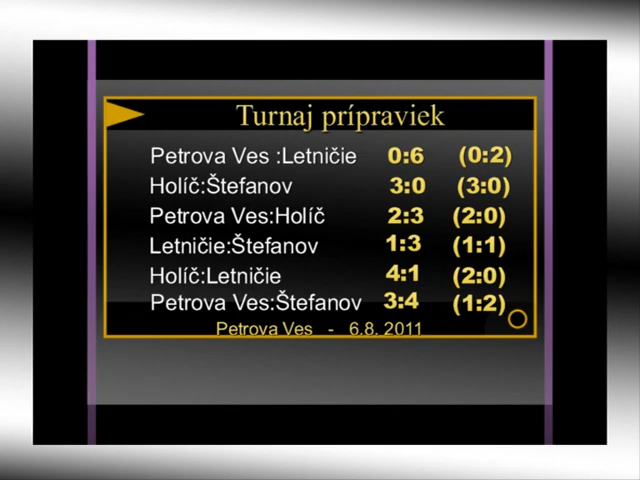 Turnaj prípraviek
Petrova Ves :Letničie 0:6 (0:2)
Holíč:Štefanov 3:0 (3:0)
Petrova Ves:Holíč 2:3 (2:0)
Letničie:Štefanov 1:3 (1:1)
Holíč:Letničie 4:1 (2:0)
Petrova Ves:Štefanov 3:4 (1:2)
Petrova Ves - 6.8. 2011